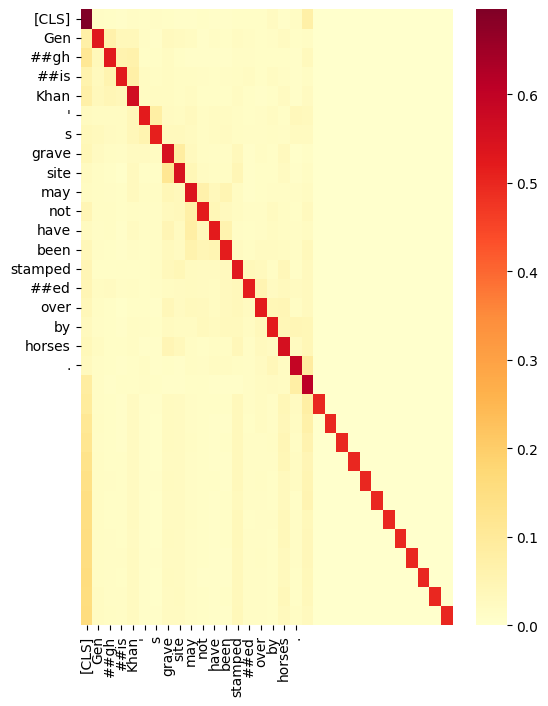 [CLS]
Gen
##gh
##is
Khan
'
s
grave
site
may
not
have
been
stamped
##ed
over
by
horses
.
0.6
0.5
0.4
0.3
0.2
0.1
0.0
[CLS]
Gen
##gh
##is
Khan
'
s
grave
site
may
not
have
been
stamped
##ed
over
by
horses
.